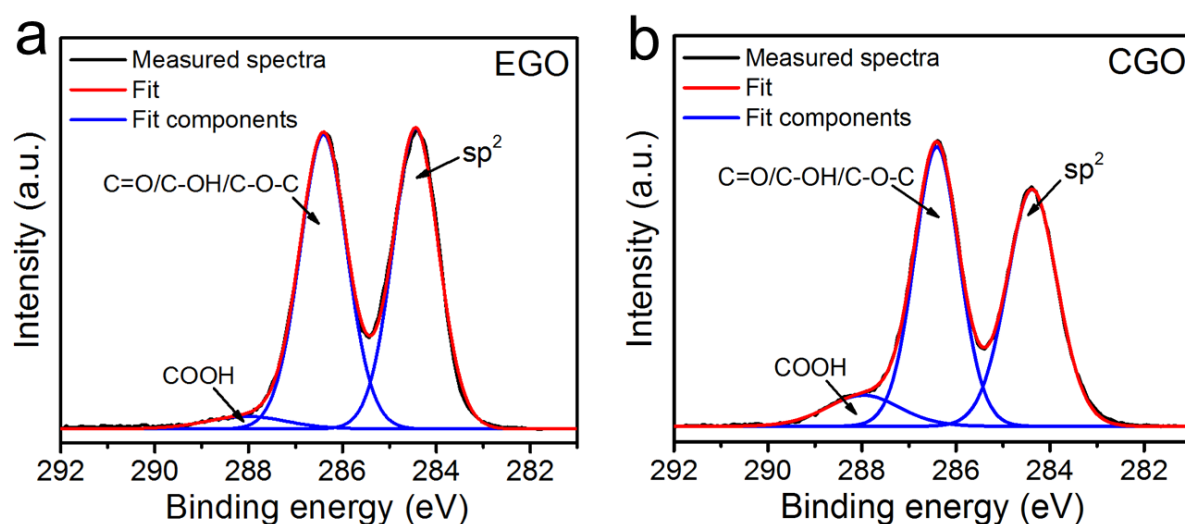 a
EGO
Measured spectra
Fit
Fit components
sp²
C=O/C-OH/C-O-C
COOH
Intensity (a.u.)
292 290 288 286 284 282
Binding energy (eV)
b
CGO
Measured spectra
Fit
Fit components
sp²
C=O/C-OH/C-O-C
COOH
Intensity (a.u.)
292 290 288 286 284 282
Binding energy (eV)